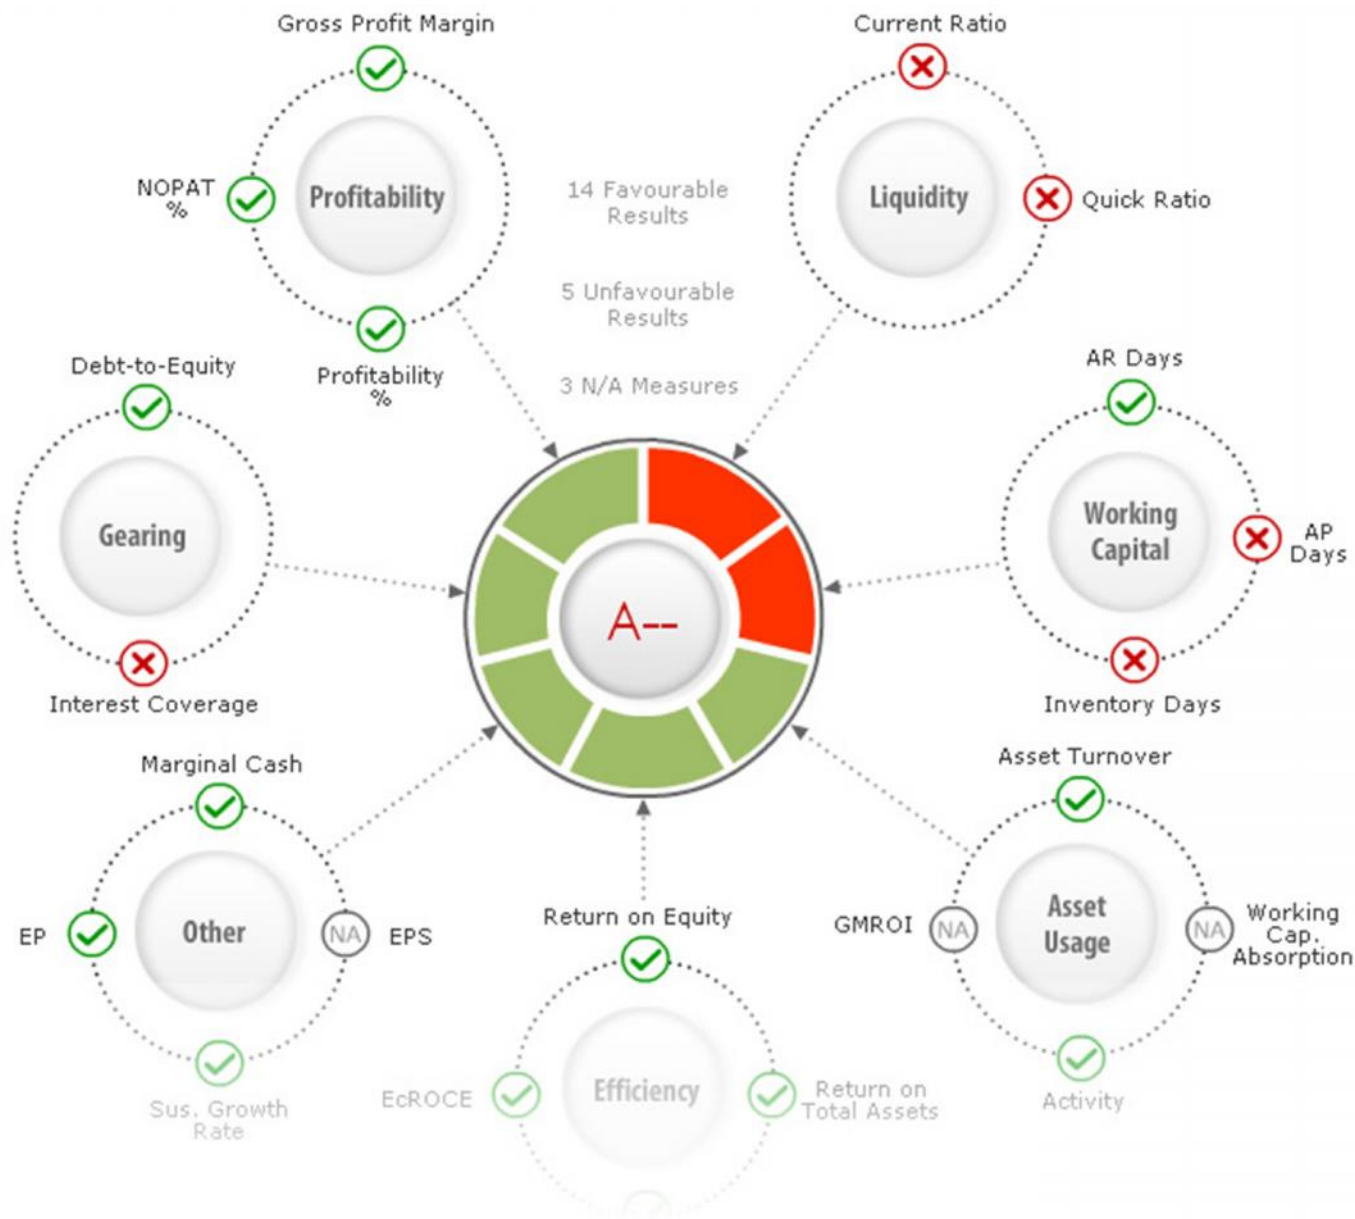 Gross Profit Margin
Current Ratio
NOPAT
%
Profitability
14 Favourable
Results
Liquidity
Quick Ratio
5 Unfavourable
Results
Profitability
%
3 N/A Measures
Debt-to-Equity
AR Days
Gearing
Working
Capital
AP
Days
A--
Interest Coverage
Inventory Days
Marginal Cash
Asset Turnover
EP
Other
NA
EPS
Return on Equity
GMROI
NA
Asset
Usage
NA
Working
Cap.
Absorption
Sus. Growth
Rate
EcROCE
Efficiency
Return on
Total Assets
Activity